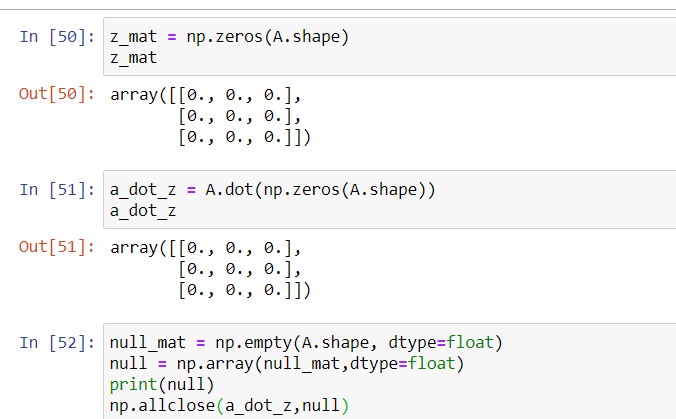 In [50]: z_mat = np.zeros(A.shape)
z_mat
Out[50]: array([[0., 0., 0.],
[0., 0., 0.],
[0., 0., 0.]])
In [51]: a_dot_z = A.dot(np.zeros(A.shape))
a_dot_z
Out[51]: array([[0., 0., 0.],
[0., 0., 0.],
[0., 0., 0.]])
In [52]: null_mat = np.empty(A.shape, dtype=float)
null = np.array(null_mat,dtype=float)
print(null)
np.allclose(a_dot_z,null)